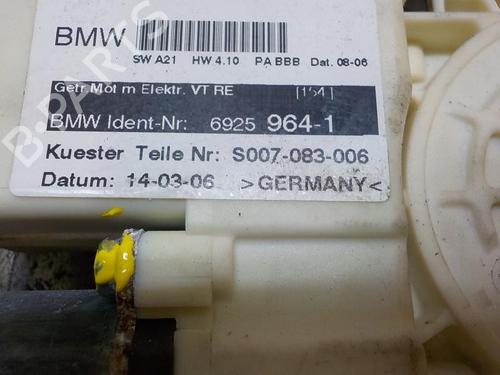 BMW
SW A21 HW 4.10 PA BBB Dat. 08-06
Getr.Mot m Elektr. VT RE [154]
BMW Ident-Nr: 6925 964-1
Kuester Teile Nr: S007-083-006
Datum: 14-03-06 >GERMANY<
B-PARTS